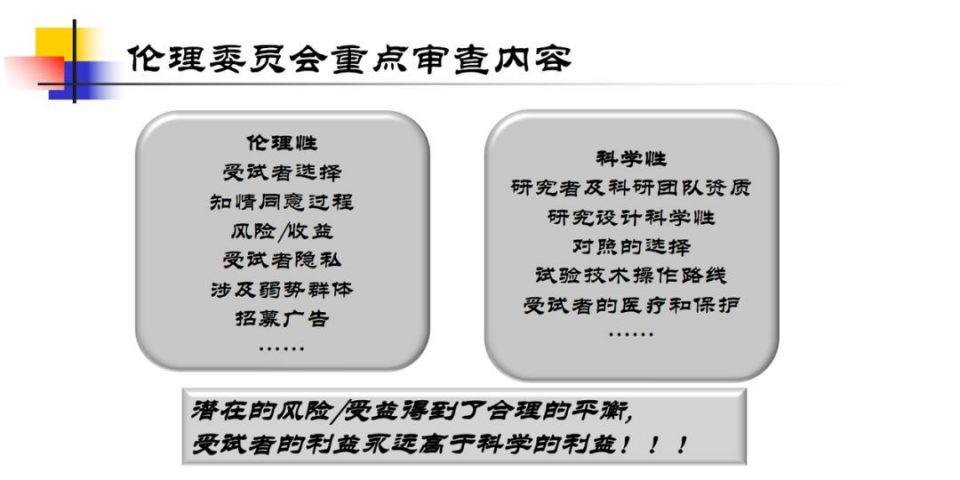 伦理委员会重点审查内容
伦理性
受试者选择
知情同意过程
风险/收益
受试者隐私
涉及弱势群体
招募广告
……
科学性
研究者及科研团队资质
研究设计科学性
对照的选择
试验技术操作路线
受试者的医疗和保护
……
潜在的风险/受益得到了合理的平衡,
受试者的利益永远高于科学的利益！！！